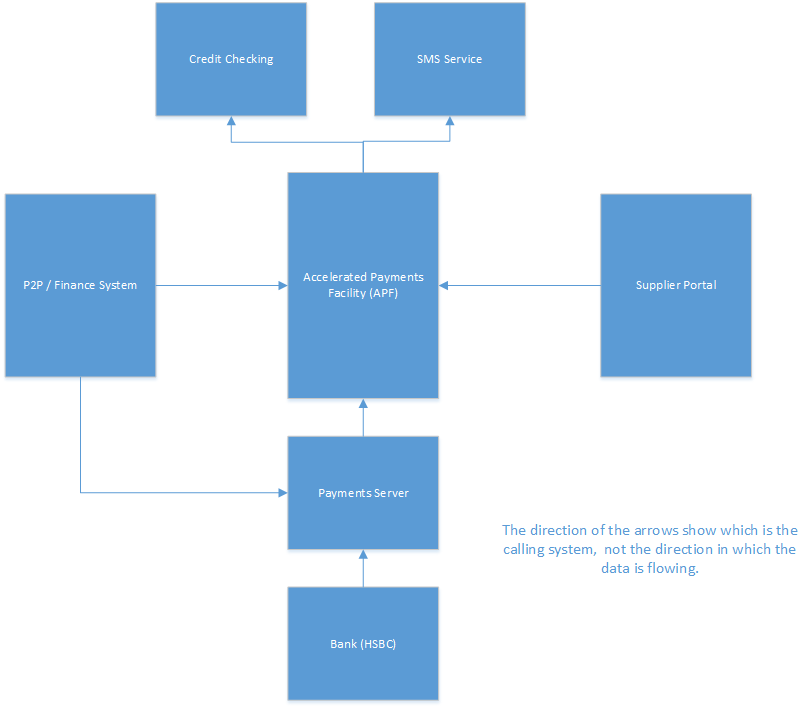 Credit Checking
SMS Service
P2P / Finance System
Accelerated Payments
Facility (APF)
Supplier Portal
Payments Server
The direction of the arrows show which is the
calling system,  not the direction in which the
data is flowing.
Bank (HSBC)